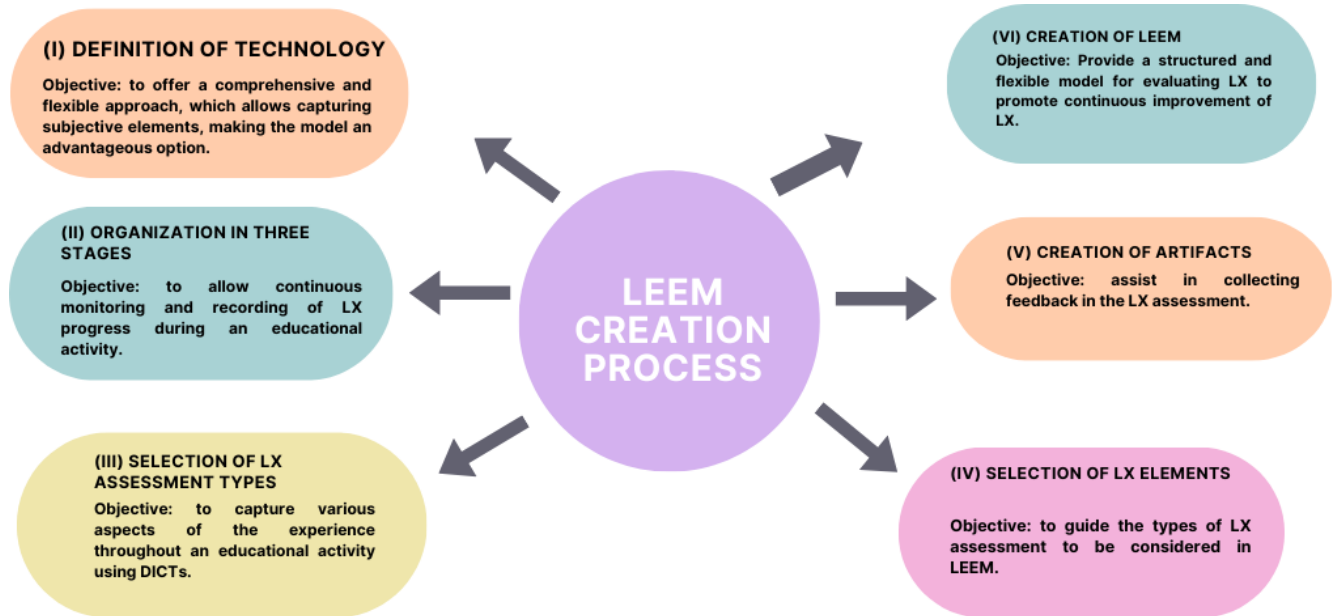 (I) DEFINITION OF TECHNOLOGY
Objective: to offer a comprehensive and
flexible approach, which allows capturing
subjective elements, making the model an
advantageous option.
(II) ORGANIZATION IN THREE
STAGES
Objective: to allow continuous
monitoring and recording of LX
progress during an educational
activity.
(III) SELECTION OF LX
ASSESSMENT TYPES
Objective: to capture various
aspects of the experience
throughout an educational activity
using DICTs.
LEEM
CREATION
PROCESS
(VI) CREATION OF LEEM
Objective: Provide a structured and
flexible model for evaluating LX to
promote continuous improvement of
LX.
(V) CREATION OF ARTIFACTS
Objective: assist in collecting
feedback in the LX assessment.
(IV) SELECTION OF LX ELEMENTS
Objective: to guide the types of LX
assessment to be considered in
LEEM.